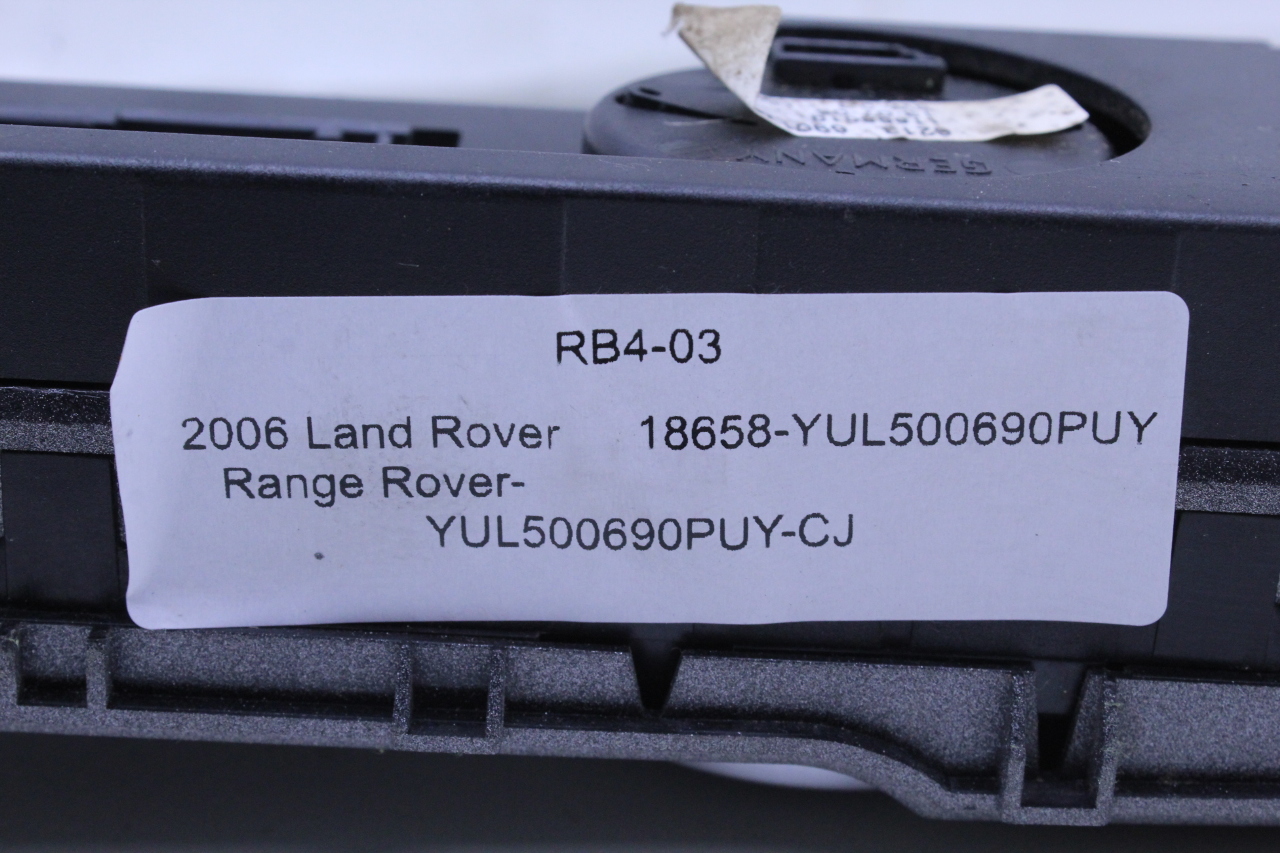 GERMANY
RB4-03
2006 Land Rover 18658-YUL500690PUY
Range Rover-
YUL500690PUY-CJ